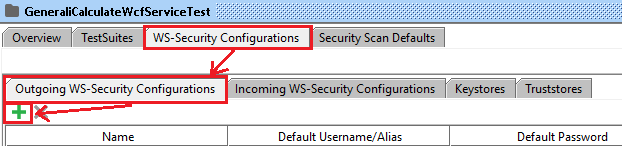 GeneraliCalculateWcfServiceTest
Overview TestSuites WS-Security Configurations Security Scan Defaults
Outgoing WS-Security Configurations Incoming WS-Security Configurations Keystores Truststores
Name Default Username/Alias Default Password